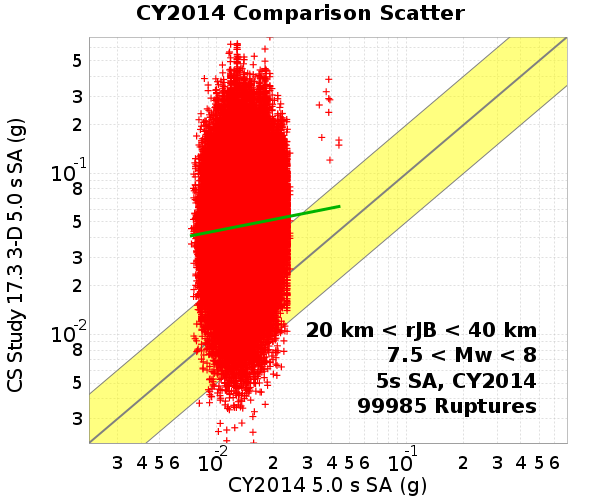 CY2014 Comparison Scatter
CS Study 17.3 3-D 5.0 s SA (g)
5
3
2
10-1
8
5
3
2
10-2
8
5
3
20 km < rJB < 40 km
7.5 < Mw < 8
5s SA, CY2014
99985 Ruptures
3 4 5 6 10-2 2 3 4 5 6 10-1 2 3 4 5 6
CY2014 5.0 s SA (g)